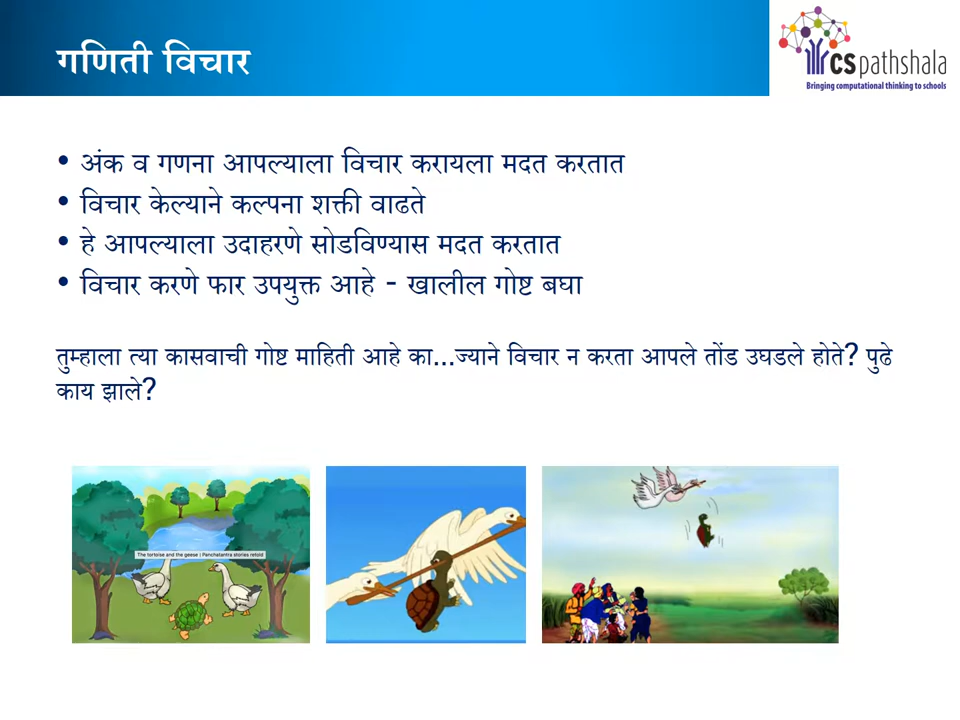 गणिती विचार
CSpathshala
Bringing computational thinking to schools
• अंक व गणना आपल्याला विचार करायला मदत करतात
• विचार केल्याने कल्पना शक्ती वाढते
• हे आपल्याला उदाहरणे सोडविण्यास मदत करतात
• विचार करणे फार उपयुक्त आहे - खालील गोष्ट बघा
तुम्हाला त्या कासवाची गोष्ट माहिती आहे का...ज्याने विचार न करता आपले तोंड उघडले होते? पुढे
काय झाले?
The tortoise and the geese | Panchatantra stories retold